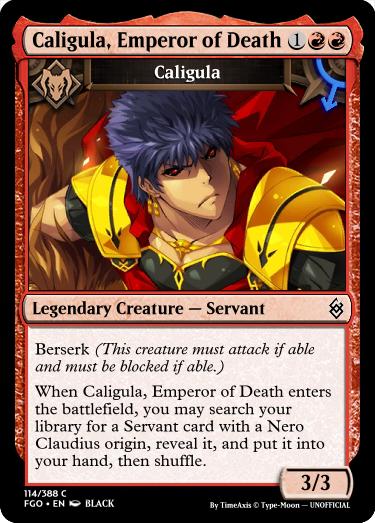 Caligula, Emperor of Death 1
Caligula
Legendary Creature — Servant
Berserk (This creature must attack if able
and must be blocked if able.)
When Caligula, Emperor of Death enters
the battlefield, you may search your
library for a Servant card with a Nero
Claudius origin, reveal it, and put it into
your hand, then shuffle.
3/3
114/388 C
FGO • EN BLACK
By TimeAxis © Type-Moon — UNOFFICIAL